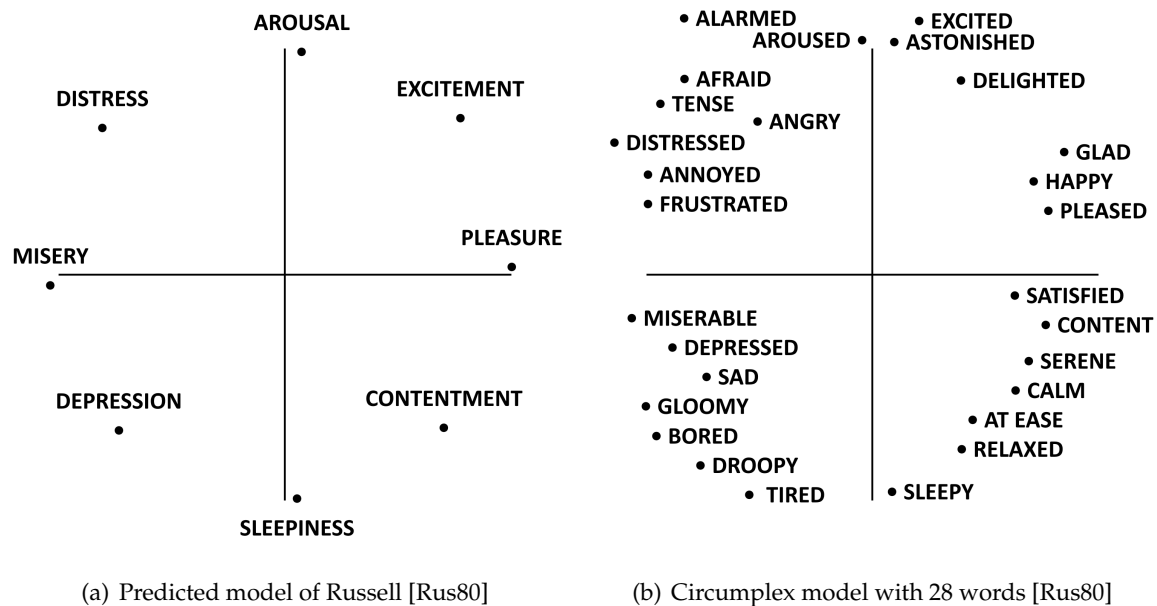 AROUSAL
DISTRESS
EXCITEMENT
PLEASURE
MISERY
DEPRESSION
CONTENTMENT
SLEEPINESS
(a) Predicted model of Russell [Rus80]
ALARMED
EXCITED
AROUSED
ASTONISHED
AFRAID
DELIGHTED
TENSE
ANGRY
DISTRESSED
GLAD
ANNOYED
HAPPY
FRUSTRATED
PLEASED
SATISFIED
MISERABLE
CONTENT
DEPRESSED
SERENE
SAD
CALM
GLOOMY
AT EASE
BORED
RELAXED
DROOPY
TIRED
SLEEPY
(b) Circumplex model with 28 words [Rus80]